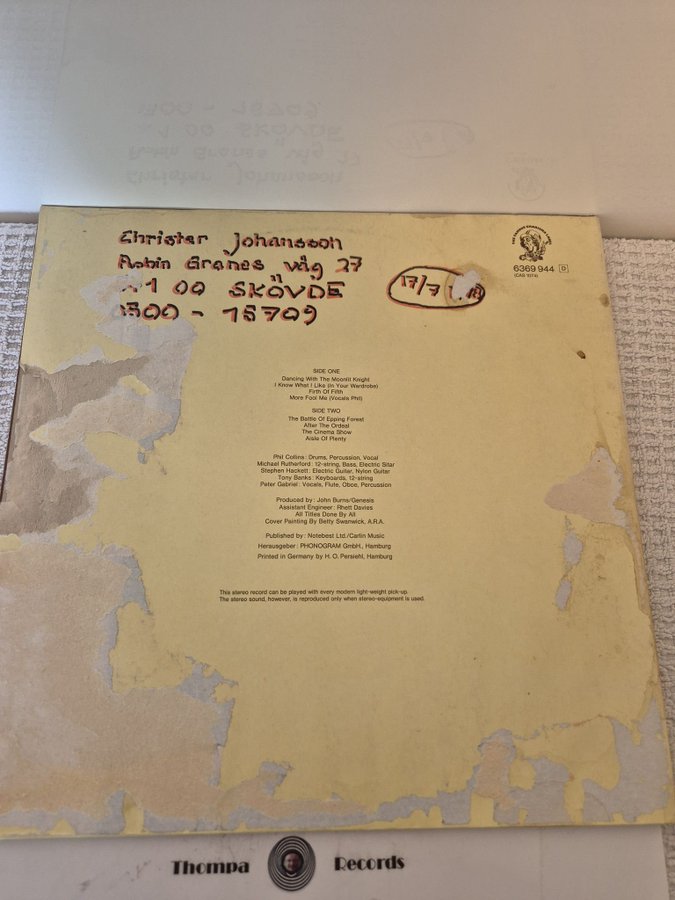 Christer Johansson
Robin Granes väg 27
1 00 SKÖVDE
0500 - 18709
17/7
THE FAMOUS CHARISMA LABEL
6369 944 D
(CAS 1074)
SIDE ONE
Dancing With The Moonlit Knight
I Know What I Like (In Your Wardrobe)
Firth Of Fifth
More Fool Me (Vocals Phil)
SIDE TWO
The Battle Of Epping Forest
After The Ordeal
The Cinema Show
Aisle Of Plenty
Phil Collins: Drums, Percussion, Vocal
Michael Rutherford: 12-string, Bass, Electric Sitar
Stephen Hackett: Electric Guitar, Nylon Guitar
Tony Banks: Keyboards, 12-string
Peter Gabriel: Vocals, Flute, Oboe, Percussion
Produced by: John Burns/Genesis
Assistant Engineer: Rhett Davies
All Titles Done By All
Cover Painting By Betty Swanwick, A.R.A.
Published by: Notebest Ltd./Carlin Music
Herausgeber: PHONOGRAM GmbH., Hamburg
Printed in Germany by H. O. Persiehl, Hamburg
This stereo record can be played with every modern light-weight pick-up.
The stereo sound, however, is reproduced only when stereo-equipment is used.
Thompa Records